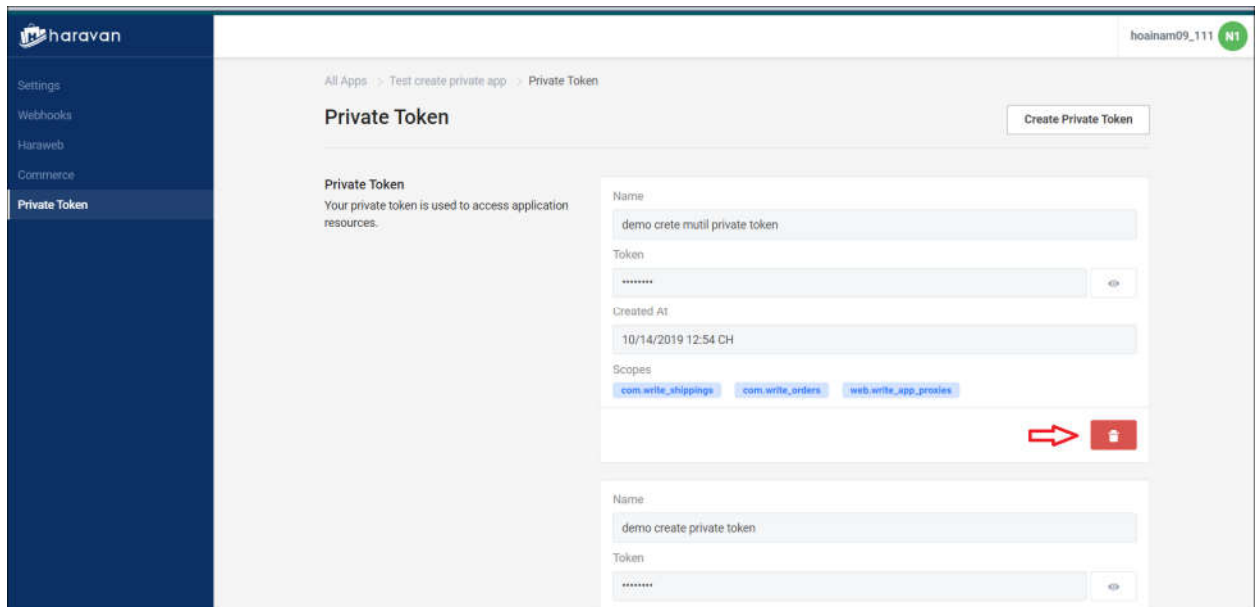 haravan
hoainam09_111 N1
Settings
Webhooks
Haraweb
Commerce
Private Token
All Apps > Test create private app > Private Token
Private Token
Create Private Token
Private Token
Your private token is used to access application
resources.
Name
demo crete mutil private token
Token
••••••••
Created At
10/14/2019 12:54 CH
Scopes
com.write_shippings com.write_orders web.write_app_proxies
Name
demo create private token
Token
••••••••